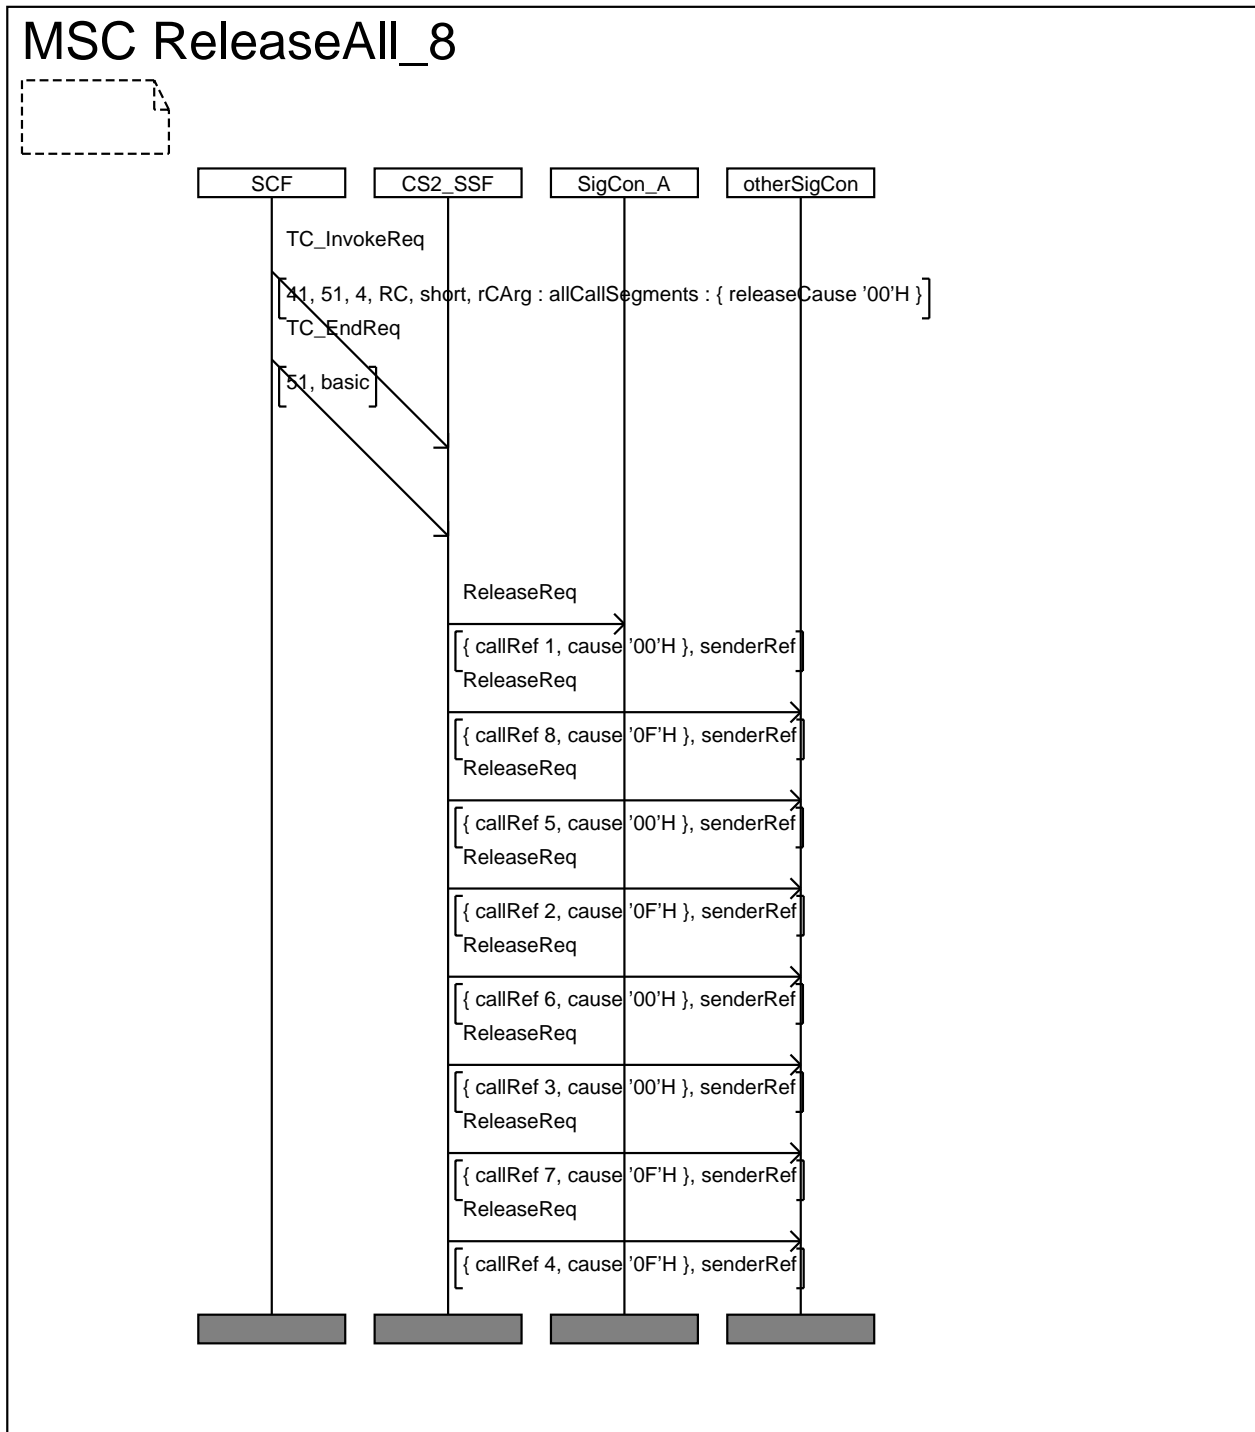 MSC ReleaseAll_8
SCF
CS2_SSF
SigCon_A
otherSigCon
TC_InvokeReq
41, 51, 4, RC, short, rCArg : allCallSegments : { releaseCause ’00’H }
TC_EndReq
51, basic
ReleaseReq
{ callRef 1, cause ’00’H }, senderRef
ReleaseReq
{ callRef 8, cause ’0F’H }, senderRef
ReleaseReq
{ callRef 5, cause ’00’H }, senderRef
ReleaseReq
{ callRef 2, cause ’0F’H }, senderRef
ReleaseReq
{ callRef 6, cause ’00’H }, senderRef
ReleaseReq
{ callRef 3, cause ’00’H }, senderRef
ReleaseReq
{ callRef 7, cause ’0F’H }, senderRef
ReleaseReq
{ callRef 4, cause ’0F’H }, senderRef